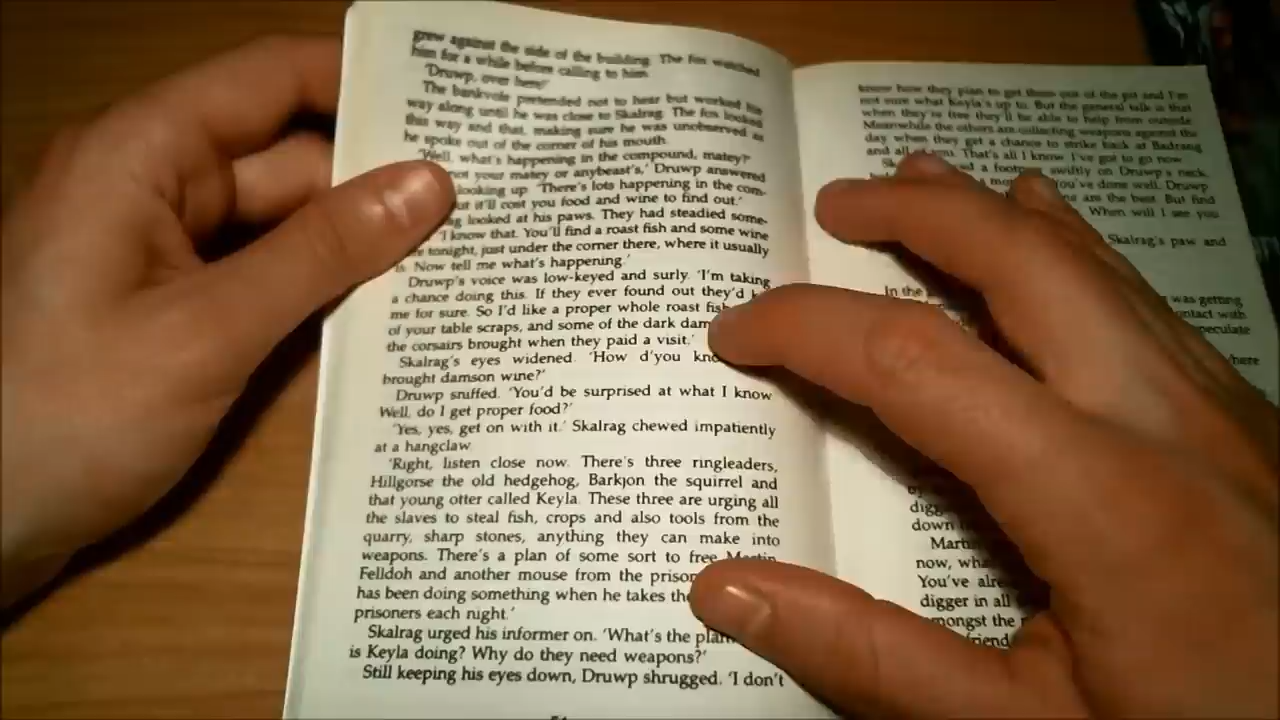 grew against the side of the building. The fox watched
him for a while before calling to him.
'Druwp, over here!'
The bankvole pretended not to hear but worked his
way along until he was close to Skalrag. The fox looked
this way and that, making sure he was unobserved as
he spoke out of the corner of his mouth.
'Well, what's happening in the compound, matey?'
not your matey or anybeast's,' Druwp answered
looking up. 'There's lots happening in the com-
it'll cost you food and wine to find out.'
looked at his paws. They had steadied some-
'I know that. You'll find a roast fish and some wine
tonight, just under the corner there, where it usually
is. Now tell me what's happening.'
Druwp's voice was low-keyed and surly. 'I'm taking
a chance doing this. If they ever found out they'd
me for sure. So I'd like a proper whole roast
of your table scraps, and some of the dark
the corsairs brought when they paid a visit.'
Skalrag's eyes widened. 'How d'you
brought damson wine?'
Druwp sniffed. 'You'd be surprised at what I know
Well, do I get proper food?'
'Yes, yes, get on with it.' Skalrag chewed impatiently
at a hangclaw.
'Right, listen close now. There's three ringleaders,
Hillgorse the old hedgehog, Barkjon the squirrel and
that young otter called Keyla. These three are urging all
the slaves to steal fish, crops and also tools from the
quarry, sharp stones, anything they can make into
weapons. There's a plan of some sort to free Martin
Felldoh and another mouse from the
has been doing something when he takes
prisoners each night.'
Skalrag urged his informer on. 'What's the
is Keyla doing? Why do they need weapons?'
Still keeping his eyes down, Druwp shrugged. 'I don't
know how they plan to get them out of the pit and I'm
not sure what Keyla's up to. But the general talk is that
when they're free they'll be able to help from outside.
Meanwhile the others are collecting weapons against the
day when they get a chance to strike back at Badrang
and all of you. That's all I know. I've got to go now.
swiftly on Druwp's neck.
You've done well, Druwp
are the best. But find
When will I see you
Skalrag's paw and
In the
was getting
contact with
down
now,
You've
digger in all
amongst the